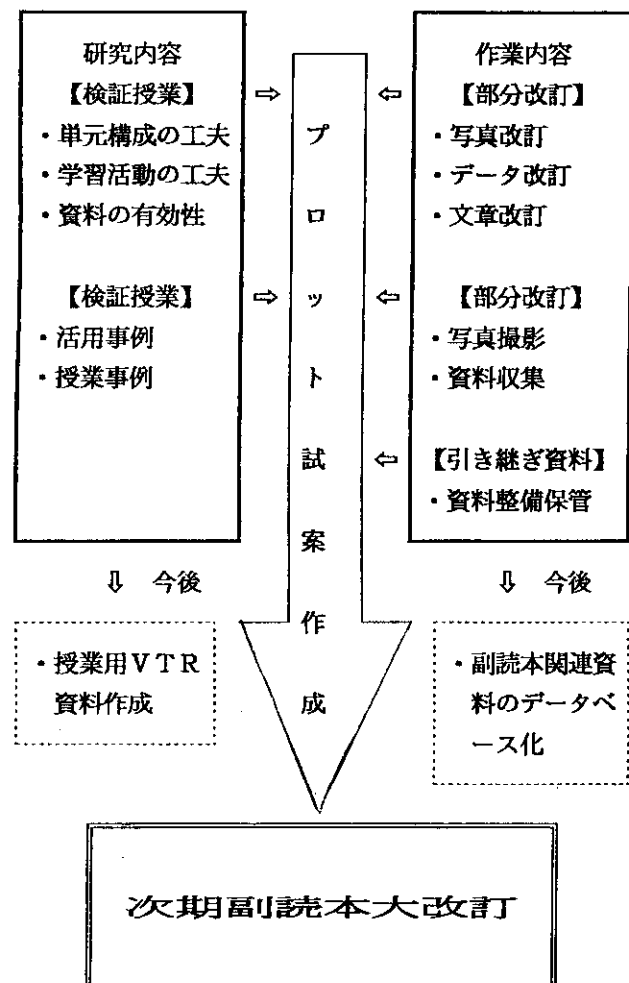 研究内容
【検証授業】
・単元構成の工夫
・学習活動の工夫
・資料の有効性
【検証授業】
・活用事例
・授業事例
⇨
⇨
プロット試案作成
⇦
⇦
⇦
作業内容
【部分改訂】
・写真改訂
・データ改訂
・文章改訂
【部分改訂】
・写真撮影
・資料収集
【引き継ぎ資料】
・資料整備保管
⇩ 今後
・授業用VTR
資料作成
⇩ 今後
・副読本関連資
料のデータベ
ース化
次期副読本大改訂